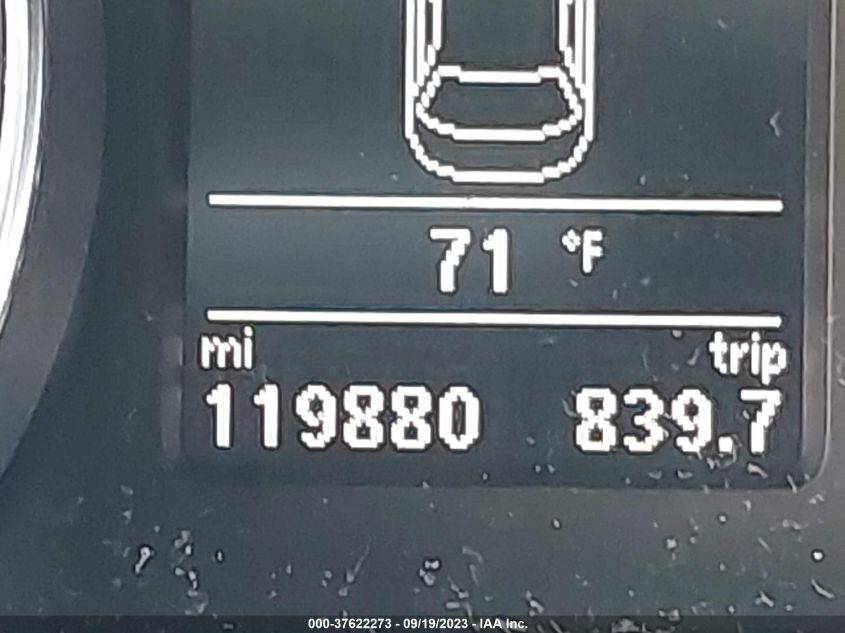 71 °F
mi trip
119880 839.7
000-37622273 - 09/19/2023 - IAA Inc.